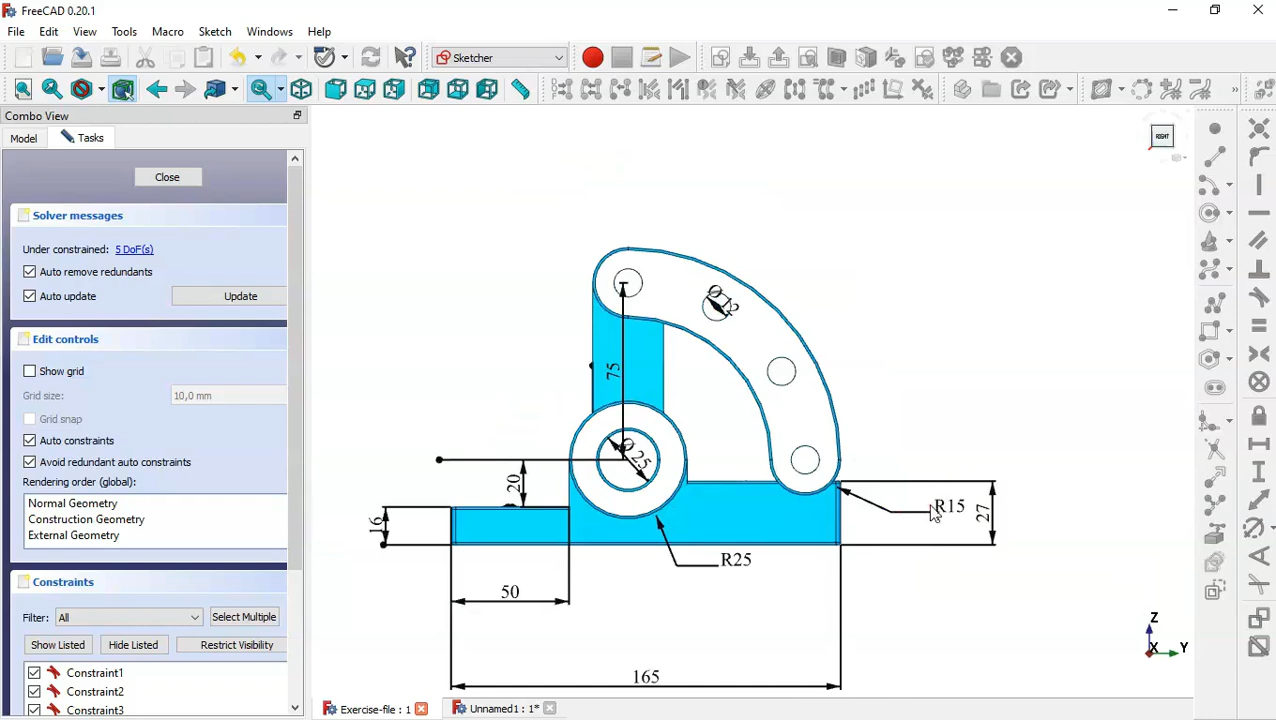 FreeCAD 0.20.1
File Edit View Tools Macro Sketch Windows Help
Sketcher
Combo View
Model Tasks
Close
Solver messages
Under constrained: 5 DoF(s)
Auto remove redundants
Auto update Update
Edit controls
Show grid
Grid size: 10,0 mm
Grid snap
Auto constraints
Avoid redundant auto constraints
Rendering order (global):
Normal Geometry
Construction Geometry
External Geometry
Constraints
Filter: All Select Multiple
Show Listed Hide Listed Restrict Visibility
Constraint1
Constraint2
Constraint3
RIGHT
Ø12
75
Ø25
20
16
R15
27
R25
50
165
Z
Y
X
Exercise-file : 1 Unnamed1 : 1*